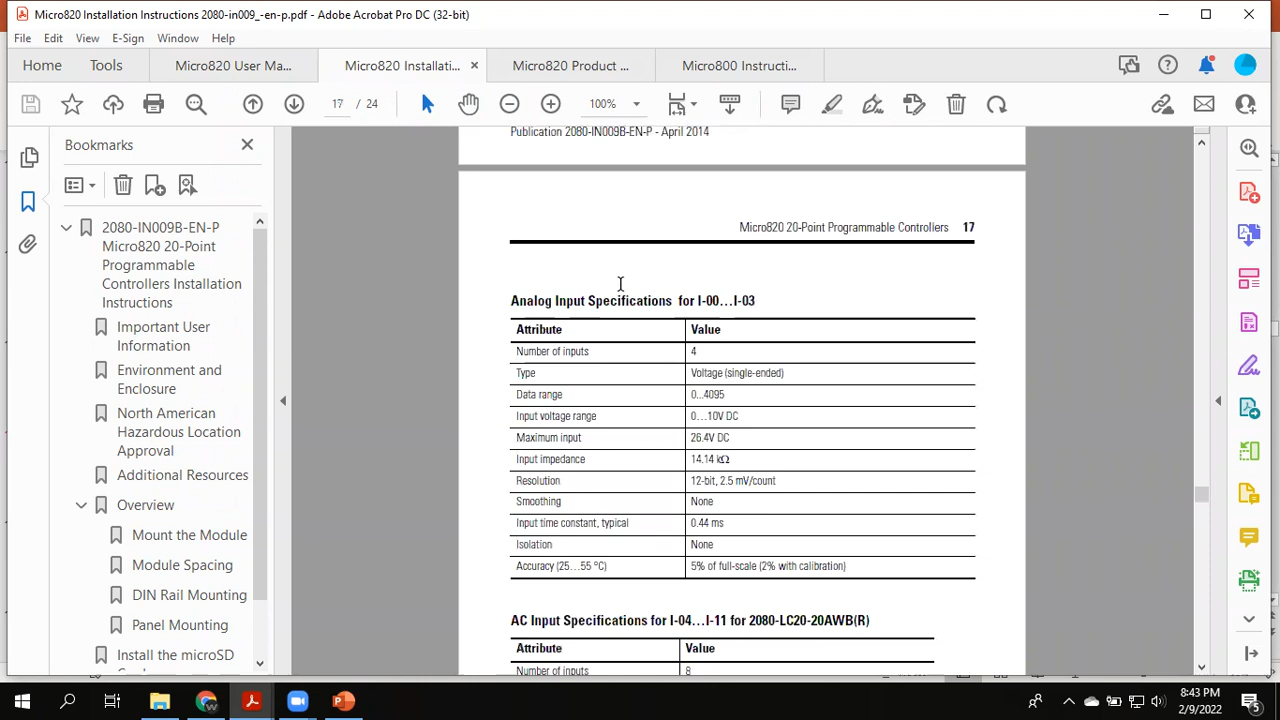 Micro820 Installation Instructions 2080-in009_-en-p.pdf - Adobe Acrobat Pro DC (32-bit)
File Edit View E-Sign Window Help
Home Tools Micro820 User Ma... Micro820 Installati... × Micro820 Product ... Micro800 Instructi...
17 / 24 100%
Bookmarks
2080-IN009B-EN-P
Micro820 20-Point
Programmable
Controllers Installation
Instructions
Important User
Information
Environment and
Enclosure
North American
Hazardous Location
Approval
Additional Resources
Overview
Mount the Module
Module Spacing
DIN Rail Mounting
Panel Mounting
Install the microSD
Publication 2080-IN009B-EN-P - April 2014
Micro820 20-Point Programmable Controllers 17
Analog Input Specifications for I-00…I-03
Attribute Value
Number of inputs 4
Type Voltage (single-ended)
Data range 0...4095
Input voltage range 0…10V DC
Maximum input 26.4V DC
Input impedance 14.14 kΩ
Resolution 12-bit, 2.5 mV/count
Smoothing None
Input time constant, typical 0.44 ms
Isolation None
Accuracy (25…55 °C) 5% of full-scale (2% with calibration)
AC Input Specifications for I-04…I-11 for 2080-LC20-20AWB(R)
Attribute Value
Number of inputs 8
8:43 PM
2/9/2022
5